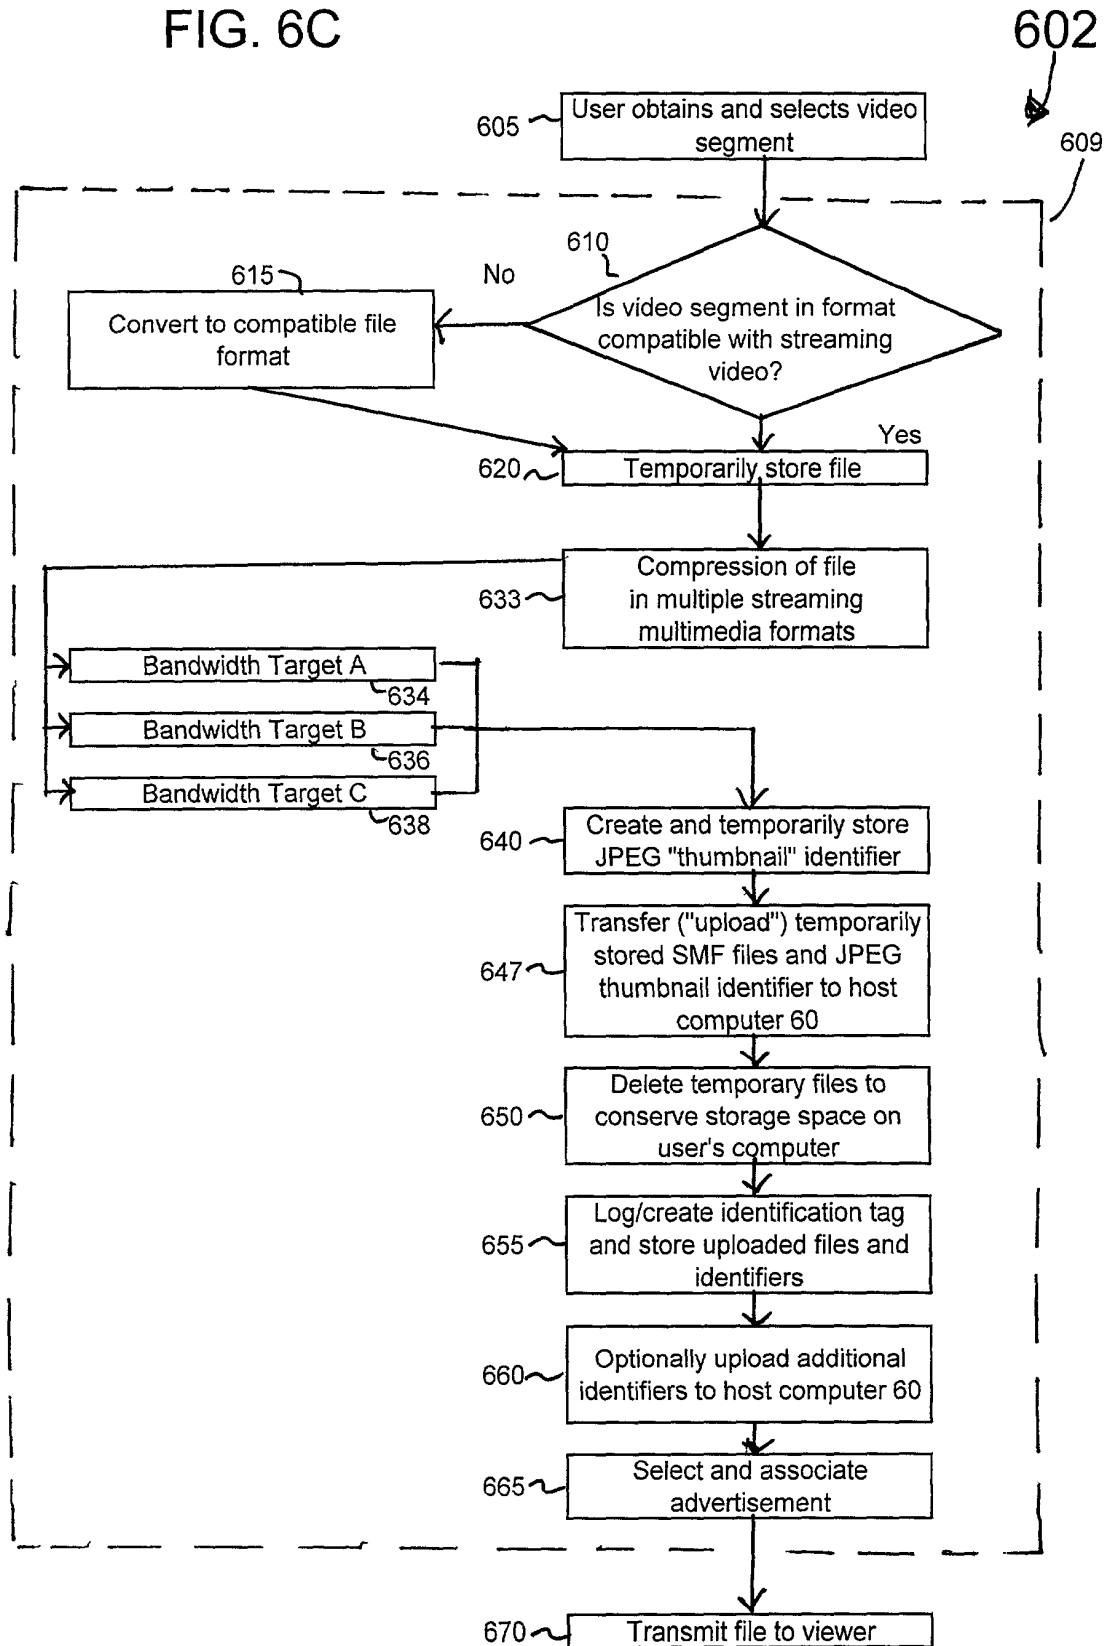 FIG. 6C
602
605
User obtains and selects video
segment
609
610
No
Is video segment in format
compatible with streaming
video?
615
Convert to compatible file
format
Yes
620
Temporarily store file
633
Compression of file
in multiple streaming
multimedia formats
Bandwidth Target A
634
Bandwidth Target B
636
Bandwidth Target C
638
640
Create and temporarily store
JPEG "thumbnail" identifier
647
Transfer ("upload") temporarily
stored SMF files and JPEG
thumbnail identifier to host
computer 60
650
Delete temporary files to
conserve storage space on
user's computer
655
Log/create identification tag
and store uploaded files and
identifiers
660
Optionally upload additional
identifiers to host computer 60
665
Select and associate
advertisement
670
Transmit file to viewer